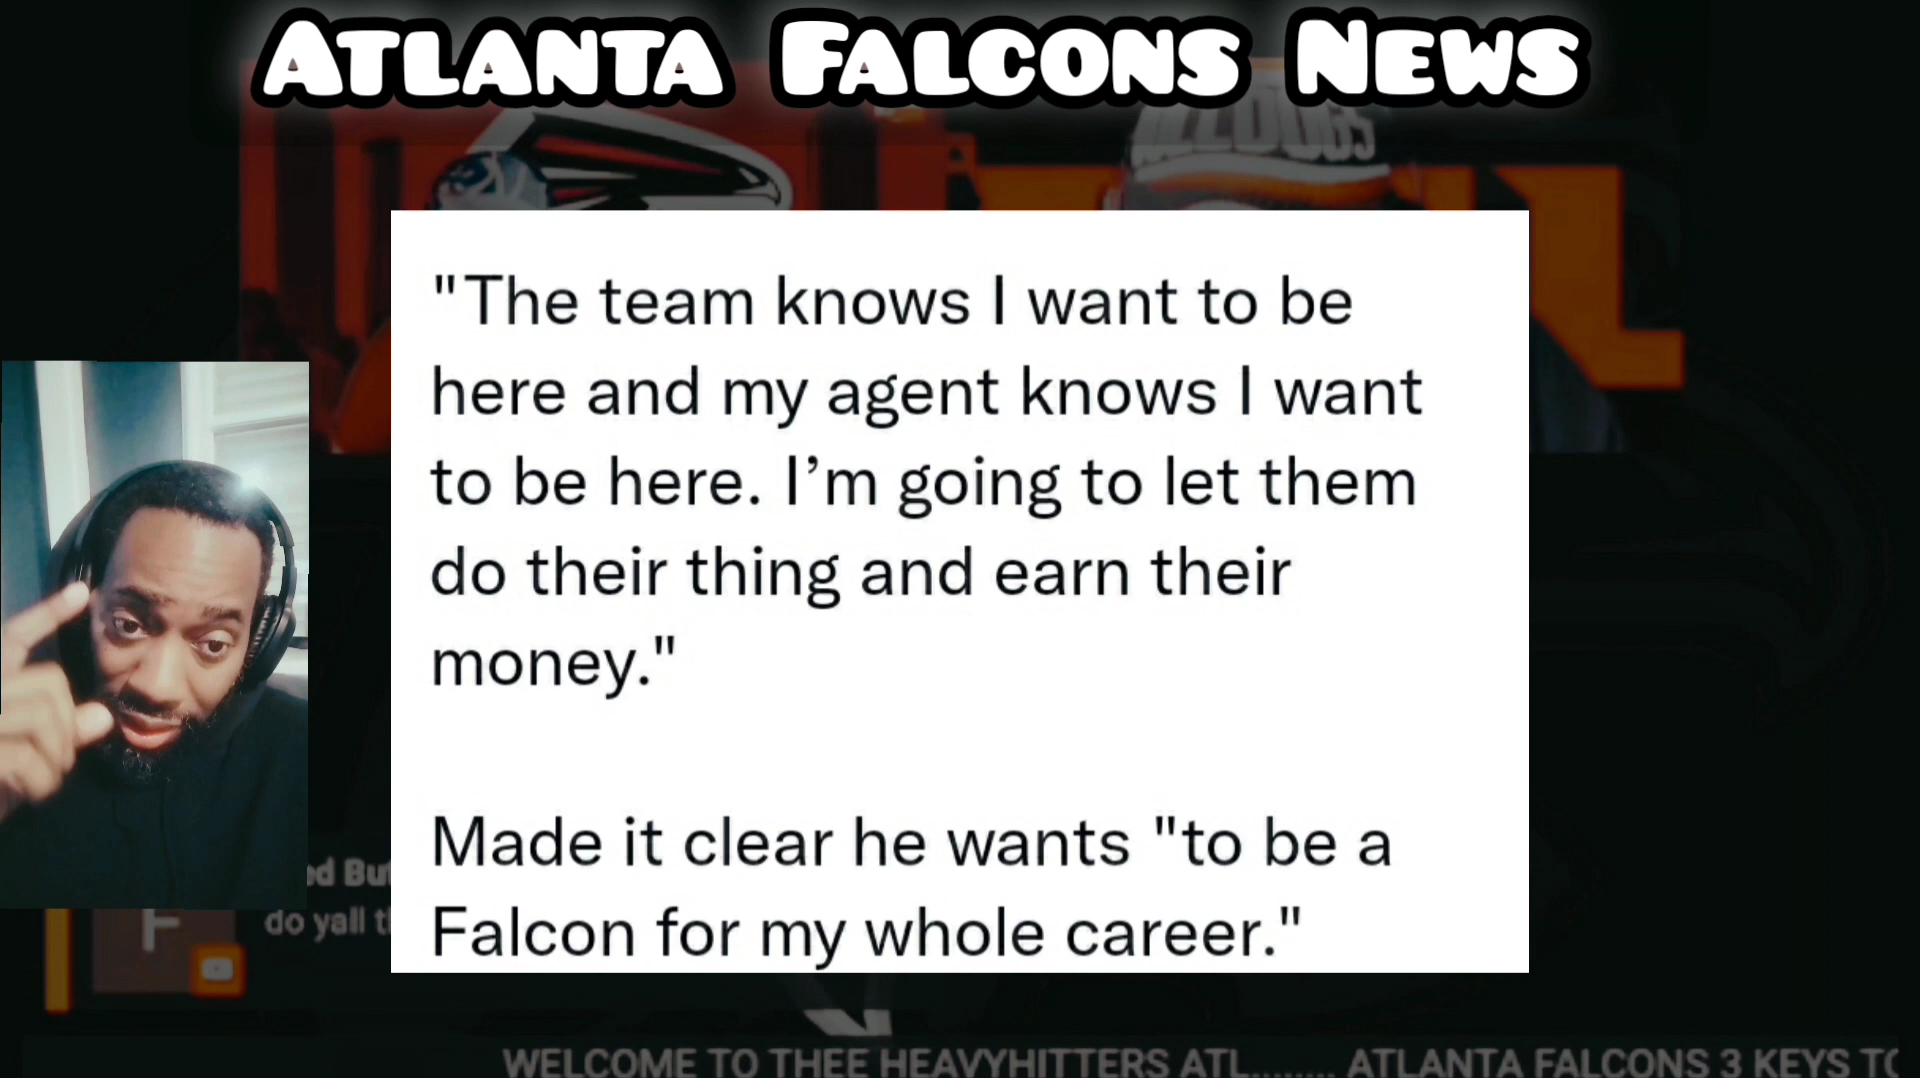 ATLANTA FALCONS NEWS
"The team knows I want to be
here and my agent knows I want
to be here. I’m going to let them
do their thing and earn their
money."
Made it clear he wants "to be a
Falcon for my whole career."
do yall
F
WELCOME TO THEE HEAVYHITTERS ATL........ ATLANTA FALCONS 3 KEYS